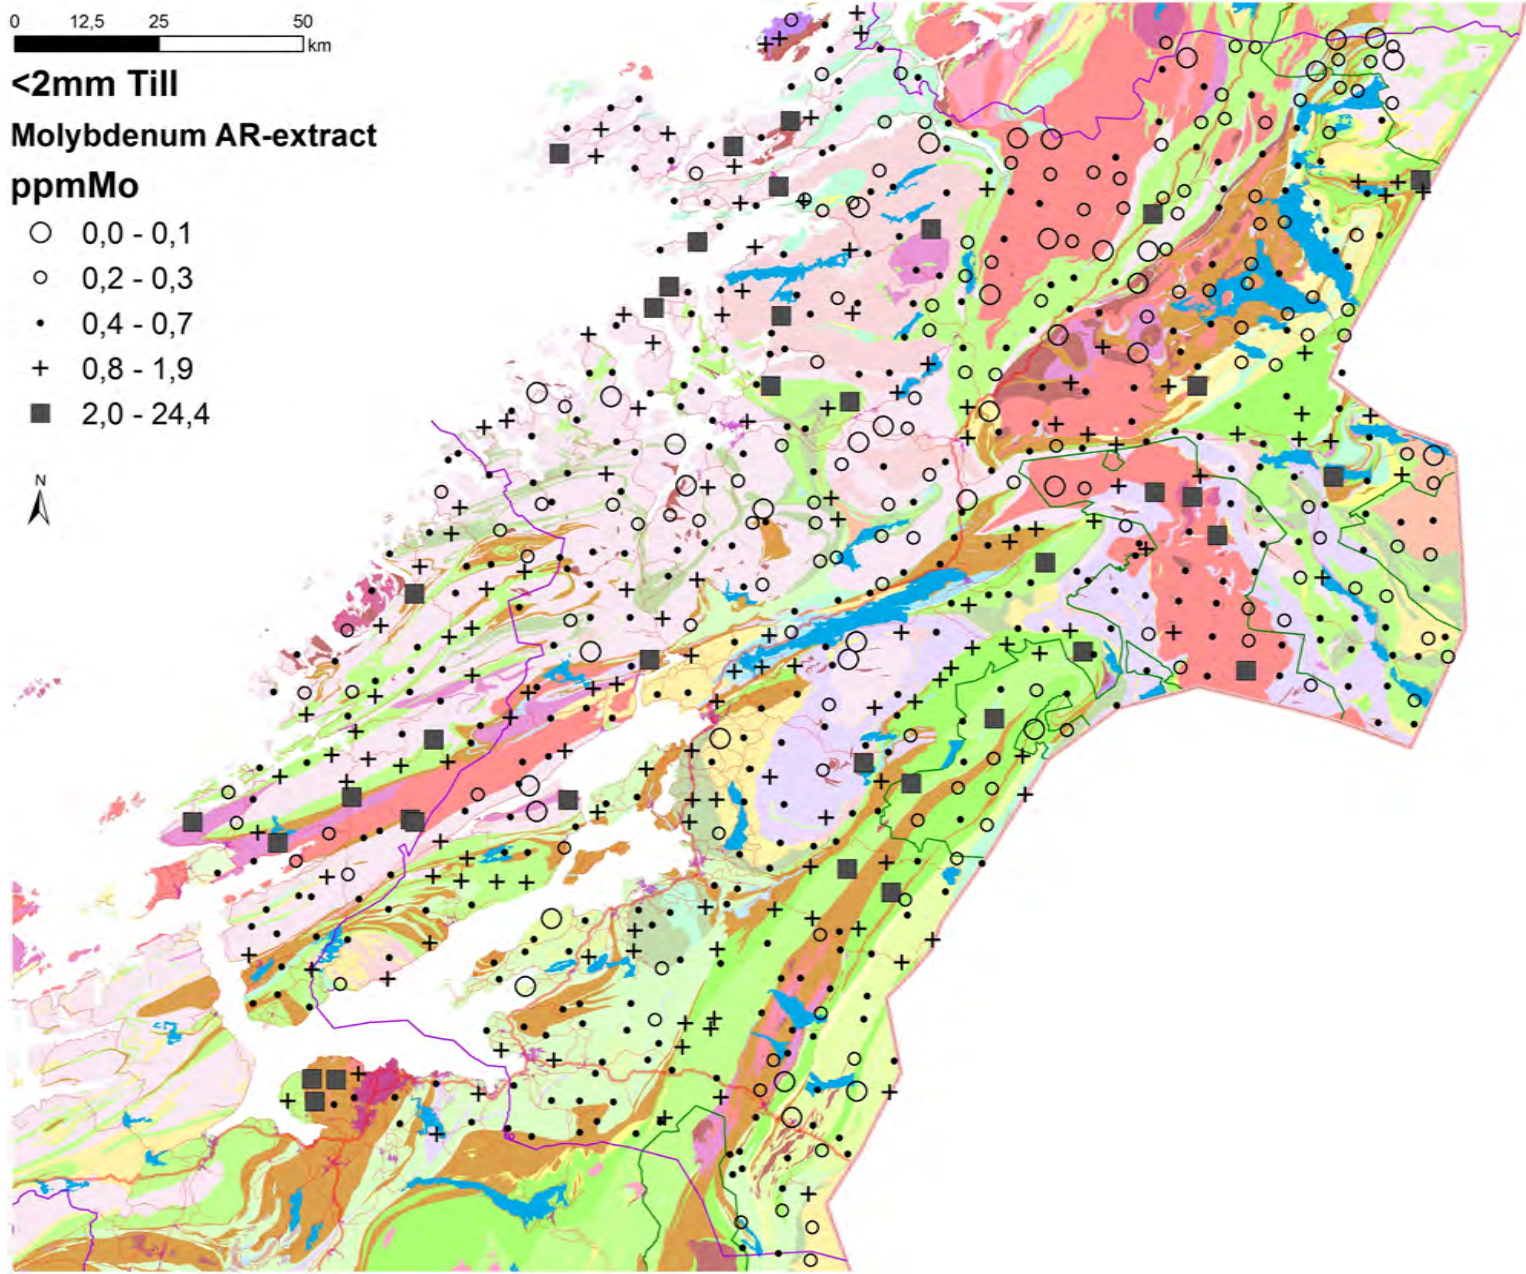 0 12,5 25 50
km
<2mm Till
Molybdenum AR-extract
ppmMo
0,0 - 0,1
0,2 - 0,3
0,4 - 0,7
0,8 - 1,9
2,0 - 24,4
N